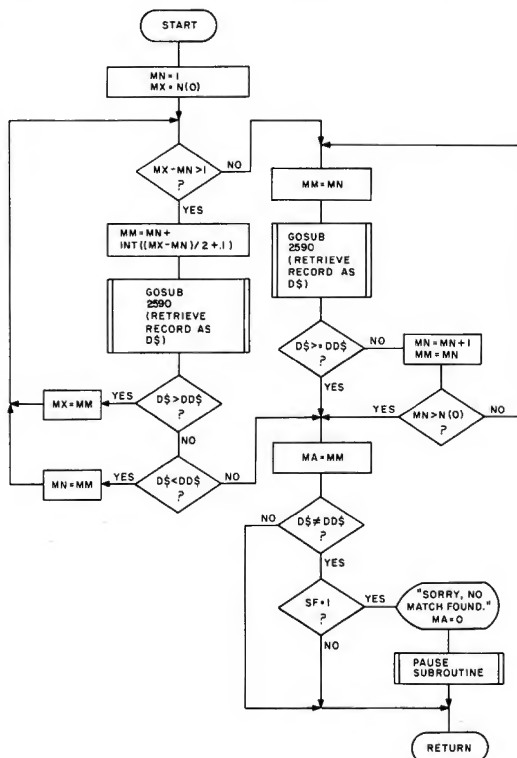 START
MN=1
MX=N(0)
MX-MN>1
?
NO
YES
MM=MN+
INT((MX-MN)/2+.1)
GOSUB
2590
(RETRIEVE
RECORD AS
D$)
D$>DD$
?
YES
MX=MM
NO
D$<DD$
?
YES
MN=MM
NO
MM=MN
GOSUB
2590
(RETRIEVE
RECORD AS
D$)
D$>=DD$
?
NO
YES
MN=MN+1
MM=MN
MN>N(0)
?
YES
NO
MA=MM
D$≠DD$
?
NO
YES
SF=1
?
YES
NO
"SORRY, NO
MATCH FOUND."
MA=0
PAUSE
SUBROUTINE
RETURN